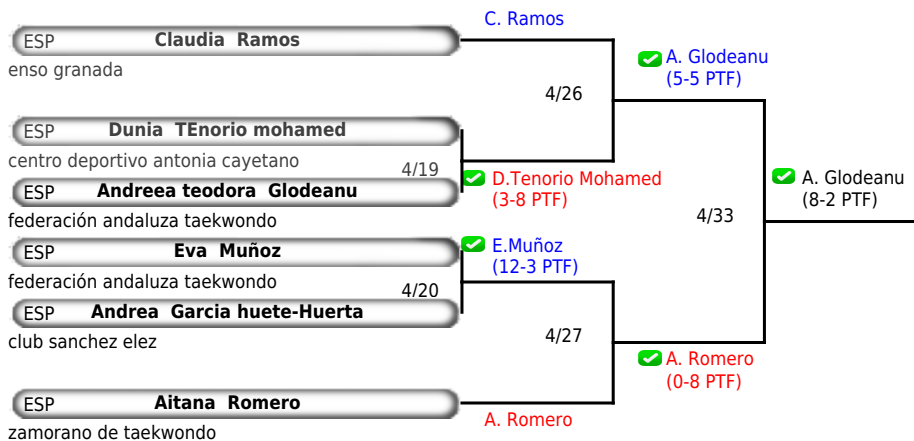 C. Ramos
ESP Claudia Ramos
enso granada
A. Glodeanu
(5-5 PTF)
4/26
ESP Dunia TEnorio mohamed
centro deportivo antonia cayetano
4/19
D.Tenorio Mohamed
(3-8 PTF)
ESP Andreea teodora Glodeanu
federación andaluza taekwondo
A. Glodeanu
(8-2 PTF)
4/33
ESP Eva Muñoz
federación andaluza taekwondo
E.Muñoz
(12-3 PTF)
4/20
ESP Andrea Garcia huete-Huerta
club sanchez elez
4/27
A. Romero
(0-8 PTF)
ESP Aitana Romero
zamorano de taekwondo
A. Romero